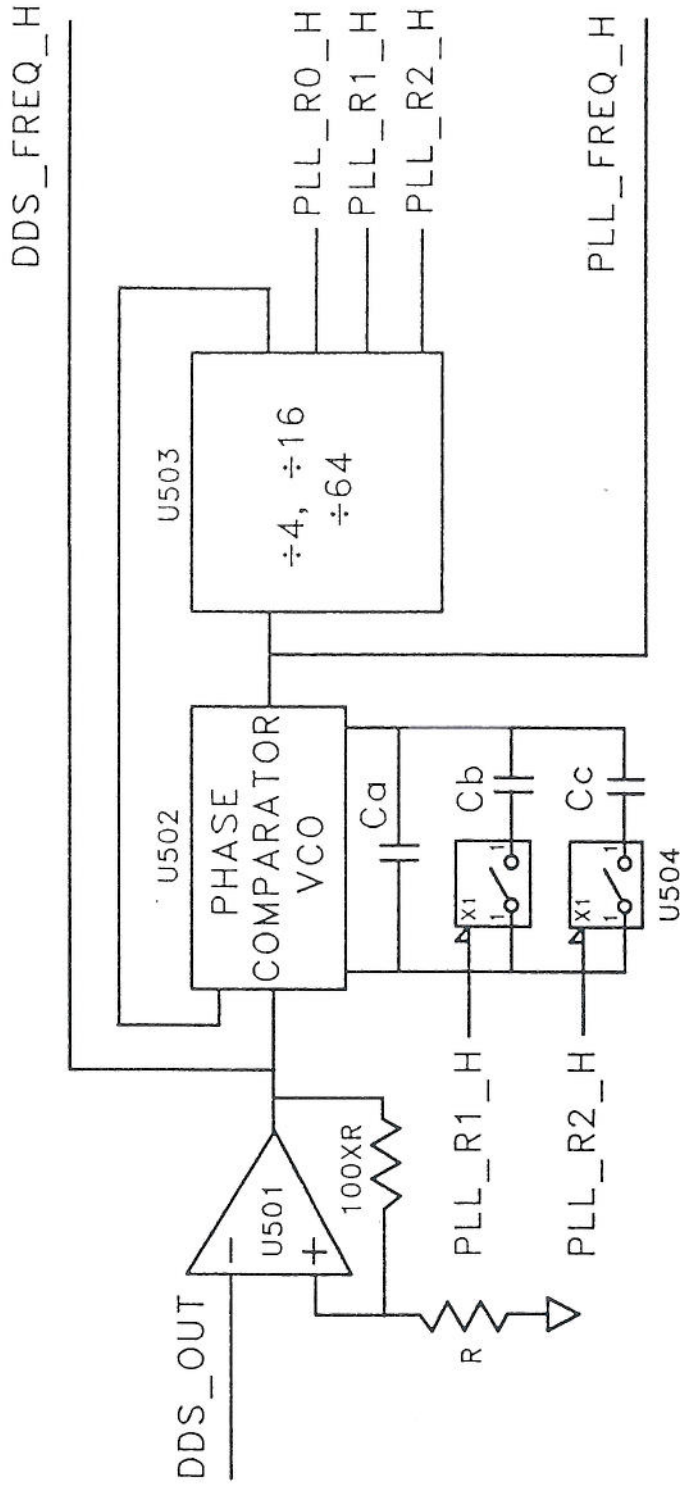 DDS_FREQ_H
DDS_OUT
U501
−
+
100XR
R
U502
PHASE
COMPARATOR
VCO
U503
÷4, ÷16
÷64
PLL_R0_H
PLL_R1_H
PLL_R2_H
Ca
Cb
X1
1 1
PLL_R1_H
Cc
X1
1 1
PLL_R2_H
U504
PLL_FREQ_H